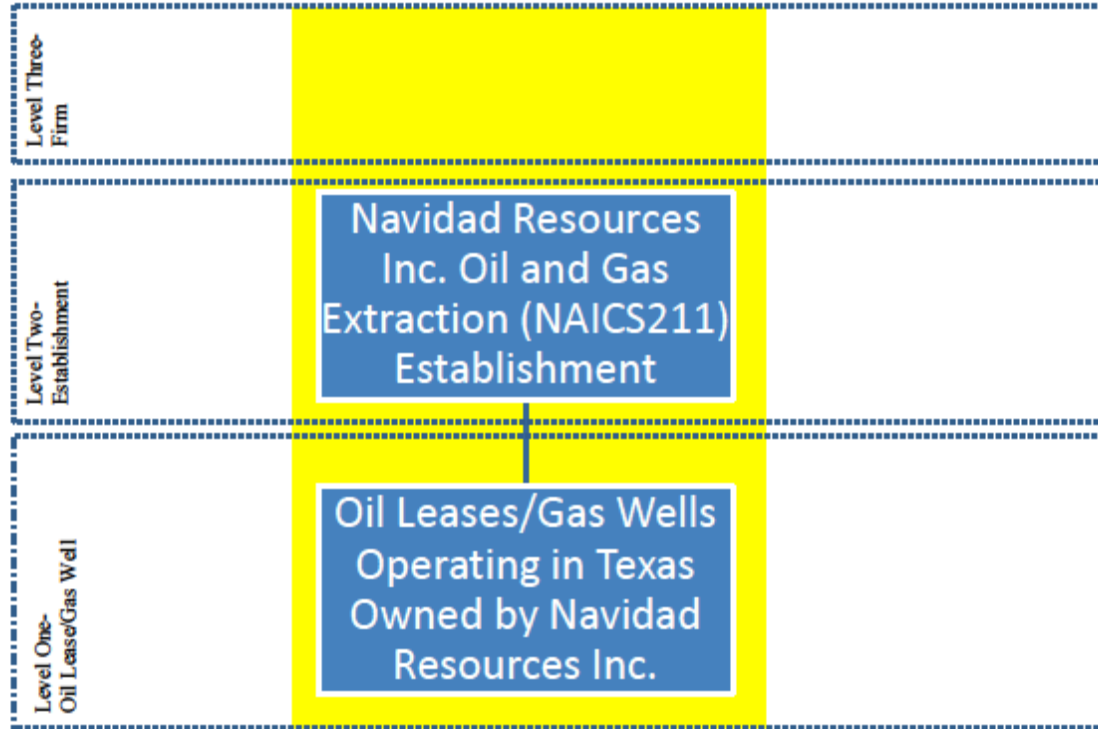 Level Three-
Firm
Navidad Resources
Inc. Oil and Gas
Extraction (NAICS211)
Establishment
Level Two-
Establishment
Oil Leases/Gas Wells
Operating in Texas
Owned by Navidad
Resources Inc.
Level One-
Oil Lease/Gas Well